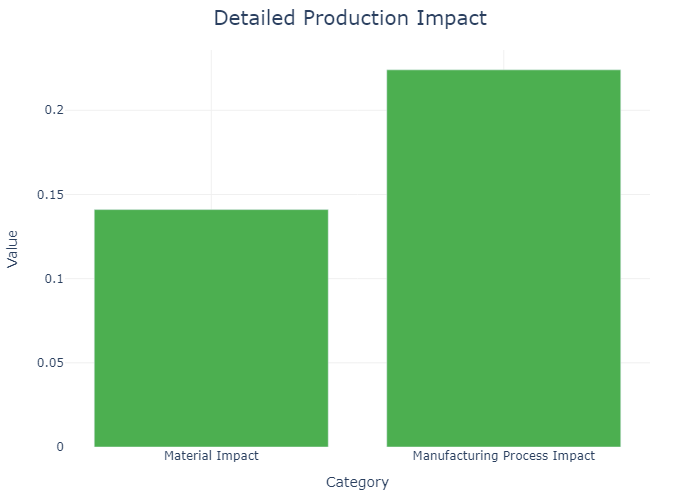 Detailed Production Impact
Value
0.2
0.15
0.1
0.05
0
Material Impact
Manufacturing Process Impact
Category